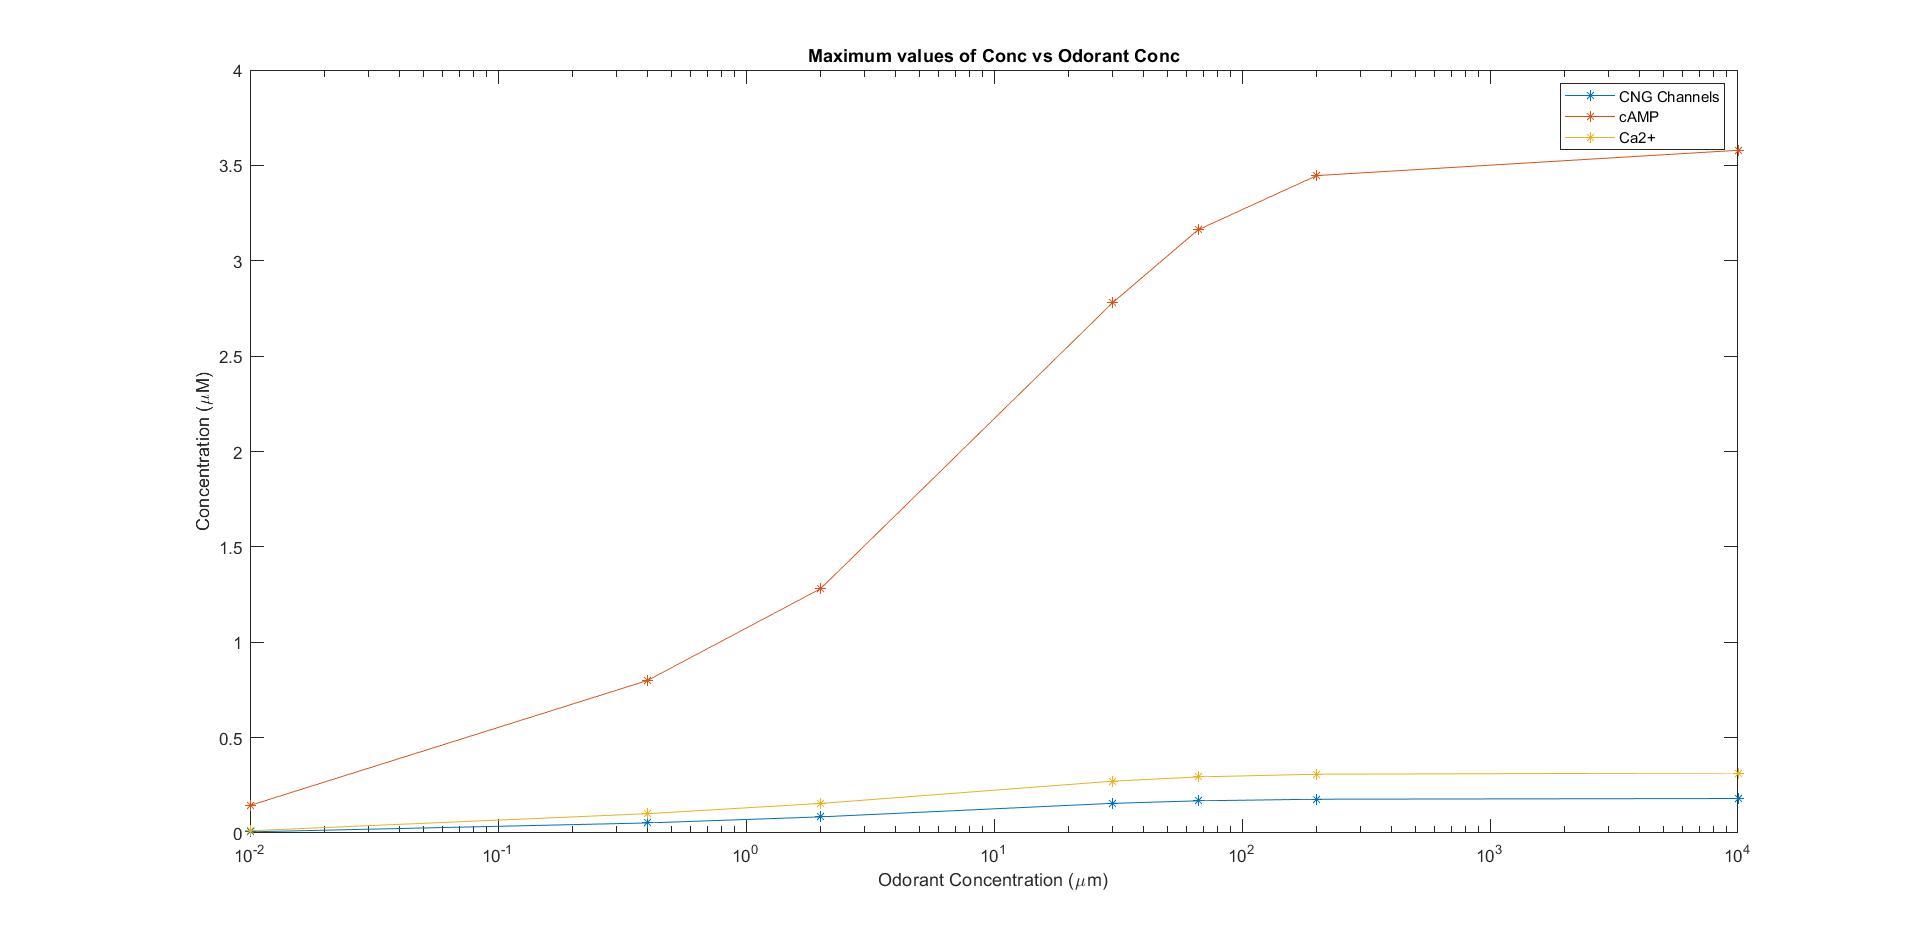 Maximum values of Conc vs Odorant Conc
CNG Channels
cAMP
Ca2+
4
3.5
3
2.5
2
1.5
1
0.5
0
Concentration (μM)
10-2
10-1
100
101
102
103
104
Odorant Concentration (μm)